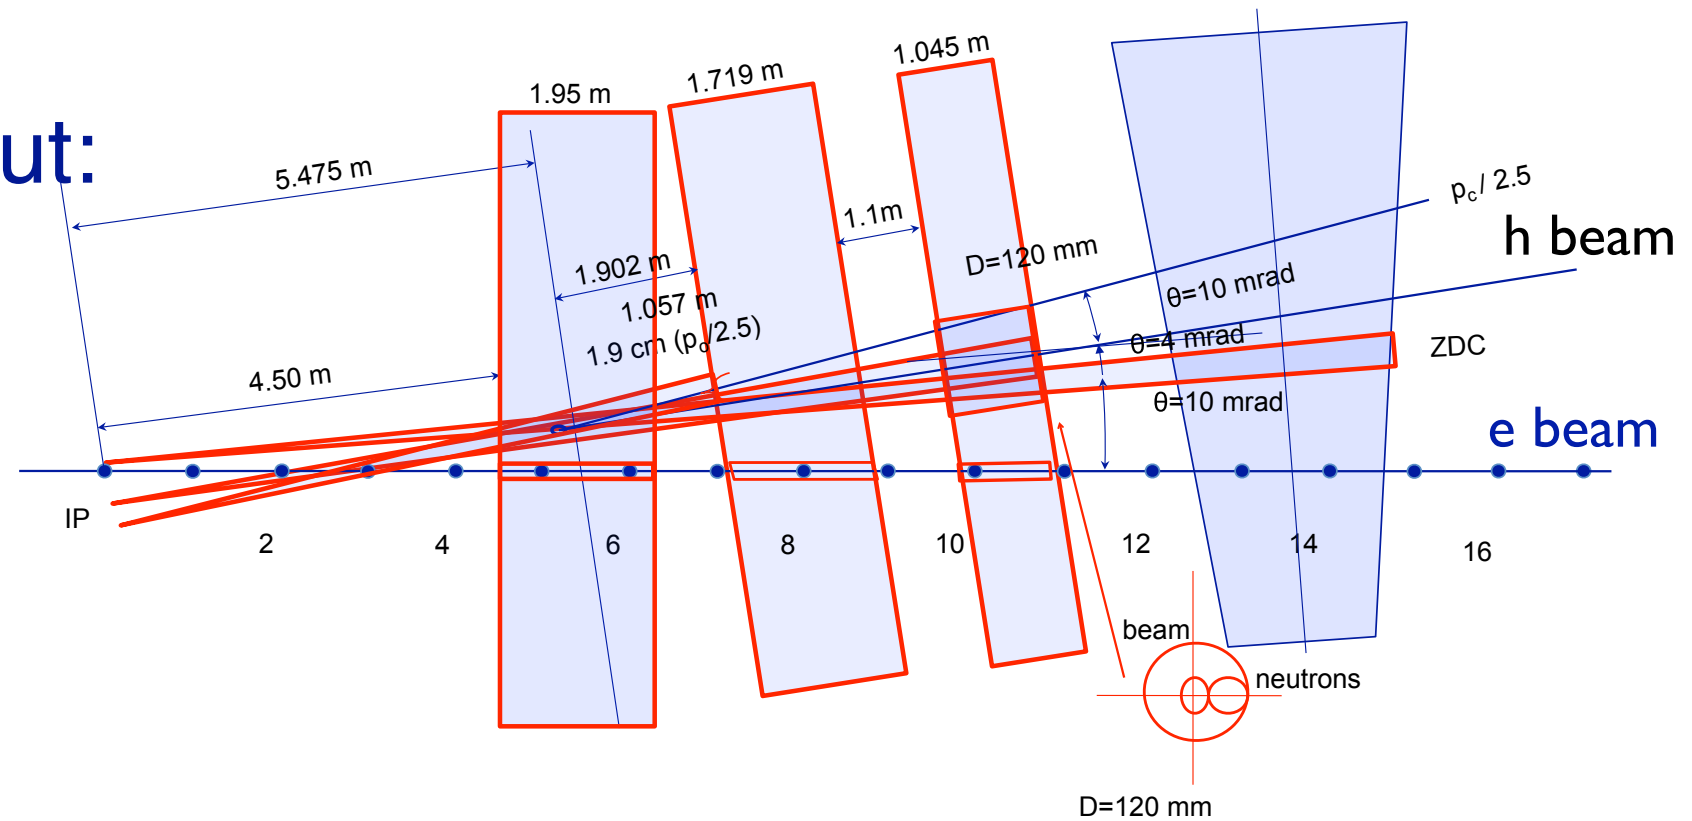 1.045 m
1.719 m
1.95 m
ut:
5.475 m
p_c / 2.5
1.1m
h beam
D=120 mm
1.902 m
θ=10 mrad
1.057 m
1.9 cm (p_o/2.5)
θ=4 mrad
ZDC
4.50 m
θ=10 mrad
e beam
IP
2
4
6
8
10
12
14
16
beam
neutrons
D=120 mm